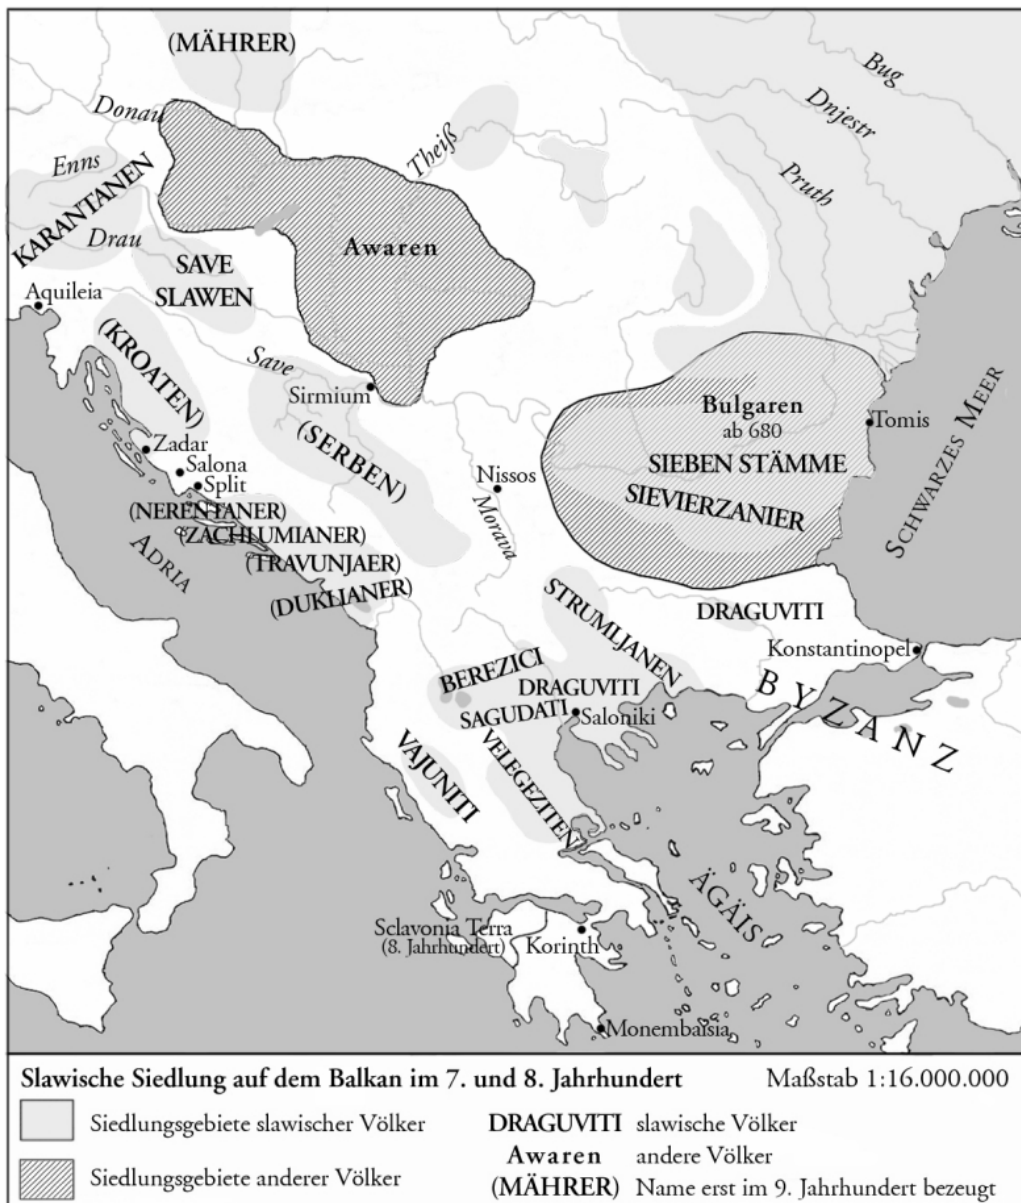 (MÄHRER)
Bug
Donau
Dnjestr
Theiß
Enns
Pruth
KARANTANEN
Drau
Awaren
SAVE
SLAWEN
Aquileia
(KROATEN)
Save
Sirmium
SCHWARZES MEER
Bulgaren
ab 680
Tomis
(SERBEN)
Zadar
SIEBEN STÄMME
Salona
Nissos
Split
SIEVIERZANIER
(NERENTANER)
Morava
(ZACHLUMIANER)
ADRIA
(TRAVUNJAER)
(DUKLIANER)
STRUMLJANEN
DRAGUVITI
Konstantinopel
BEREZICI
DRAGUVITI
BYZANZ
SAGUDATI
Saloniki
VAJUNITI
VELEGEZITEN
ÄGÄIS
Sclavonia Terra
(8. Jahrhundert)
Korinth
Monembaisia
Slawische Siedlung auf dem Balkan im 7. und 8. Jahrhundert
Maßstab 1:16.000.000
Siedlungsgebiete slawischer Völker
DRAGUVITI slawische Völker
Awaren andere Völker
Siedlungsgebiete anderer Völker
(MÄHRER) Name erst im 9. Jahrhundert bezeugt